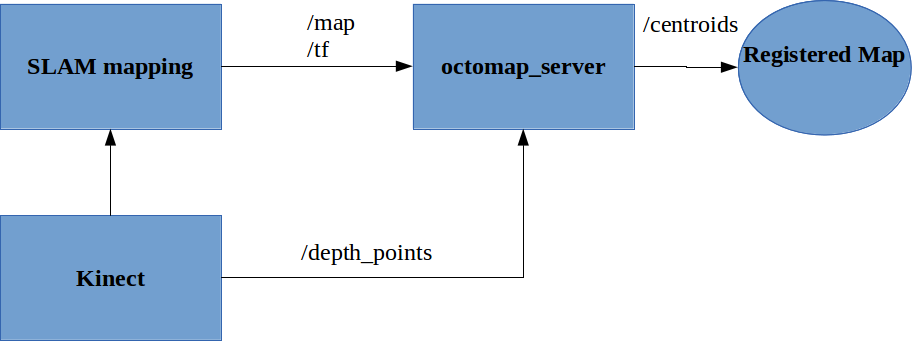 /map
/tf
/centroids
SLAM mapping
octomap_server
Registered Map
/depth_points
Kinect